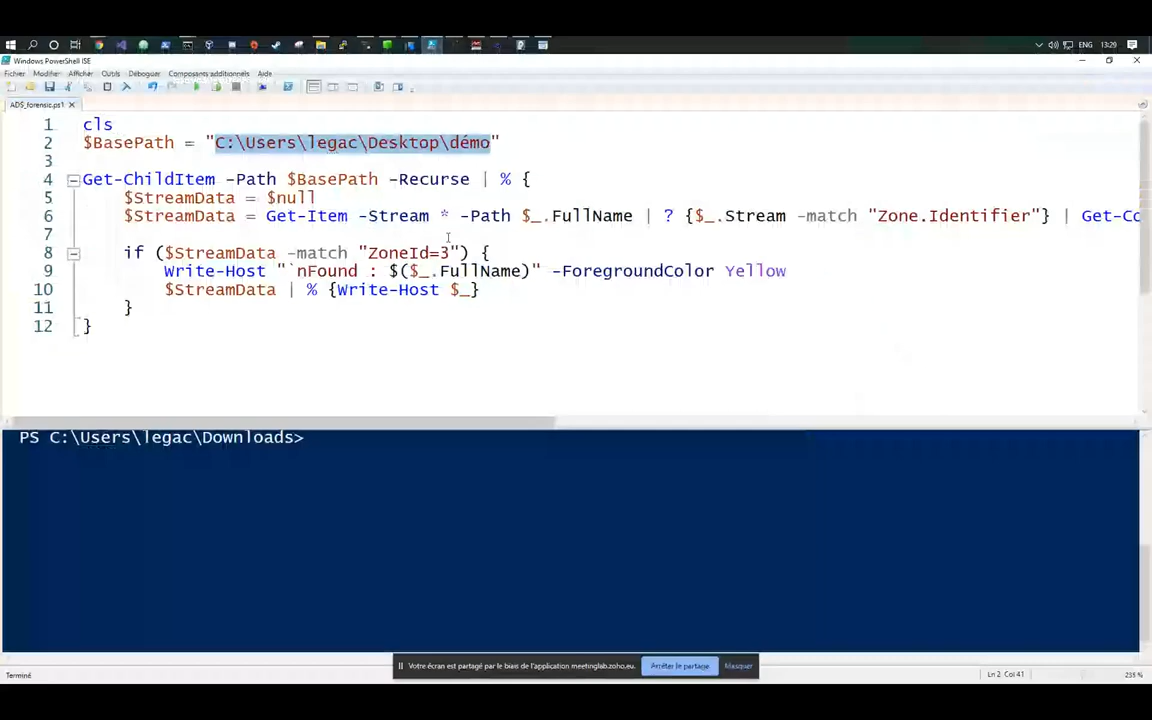 ENG 13:29
Windows PowerShell ISE
Fichier Modifier Afficher Outils Déboguer Composants additionnels Aide
ADS_forensic.ps1 X
1 cls
2 $BasePath = "C:\Users\legac\Desktop\démo"
3
4 Get-ChildItem -Path $BasePath -Recurse | % {
5 $StreamData = $null
6 $StreamData = Get-Item -Stream * -Path $_.FullName | ? {$_.Stream -match "Zone.Identifier"} | Get-Co
7
8 if ($StreamData -match "ZoneId=3") {
9 Write-Host "`nFound : $($_.FullName)" -ForegroundColor Yellow
10 $StreamData | % {Write-Host $_}
11 }
12 }
PS C:\Users\legac\Downloads>
Votre écran est partagé par le biais de l'application meetinglab.zoho.eu. Arrêter le partage Masquer
Terminé Ln 2 Col 41 235 %